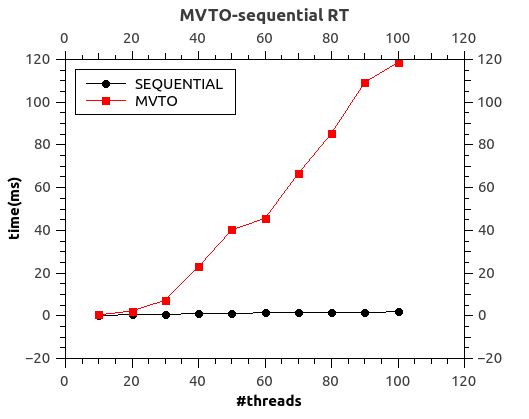 MVTO-sequential RT
0 20 40 60 80 100 120
120 120
SEQUENTIAL
MVTO
100 100
80 80
60 60
time(ms)
40 40
20 20
0 0
−20 −20
0 20 40 60 80 100 120
#threads